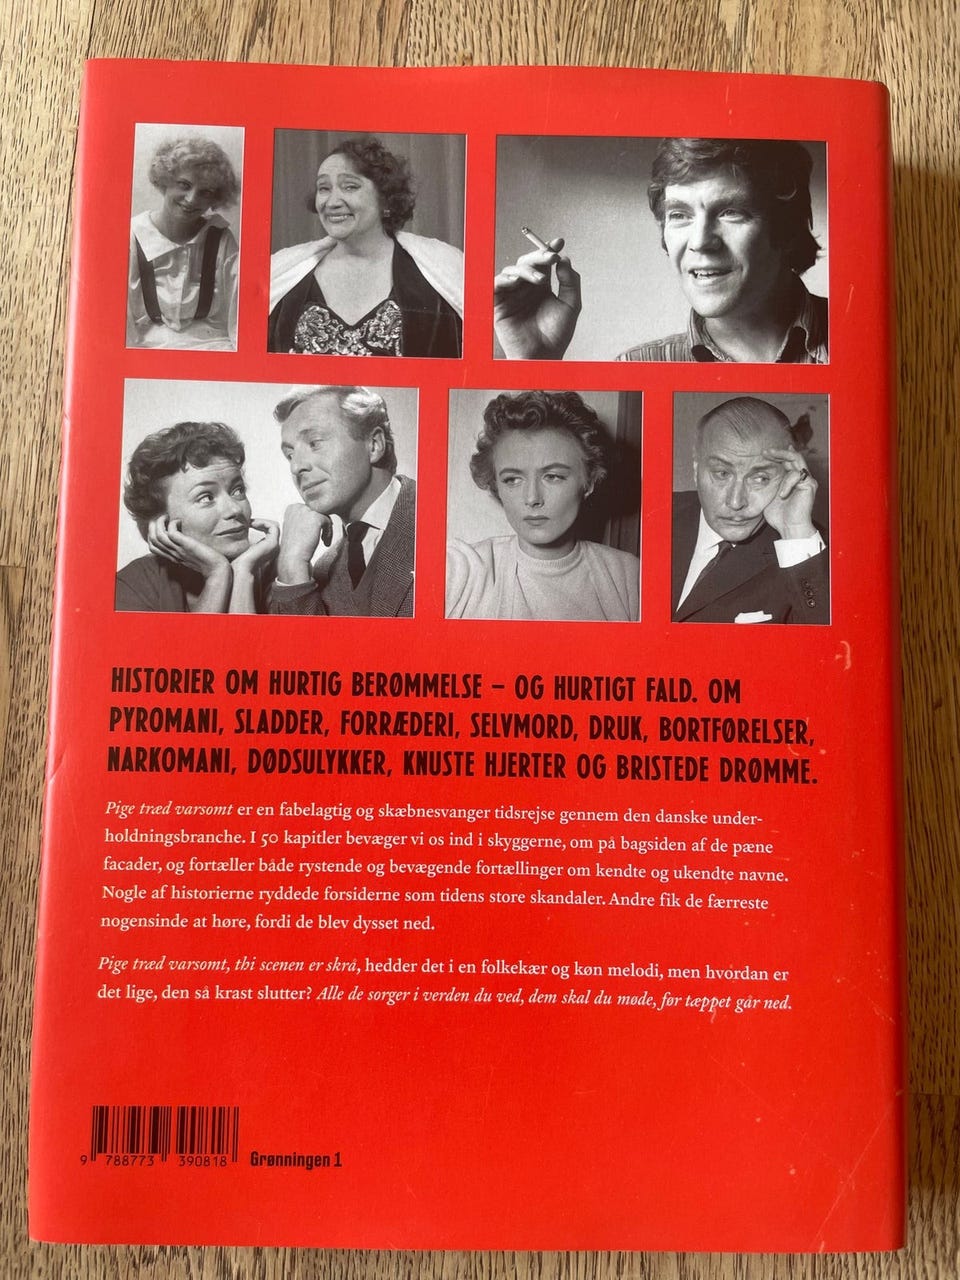 HISTORIER OM HURTIG BERØMMELSE – OG HURTIGT FALD. OM
PYROMANI, SLADDER, FORRÆDERI, SELVMORD, DRUK, BORTFØRELSER,
NARKOMANI, DØDSULYKKER, KNUSTE HJERTER OG BRISTEDE DRØMME.
Pige træd varsomt er en fabelagtig og skæbnesvanger tidsrejse gennem den danske under-
holdningsbranche. I 50 kapitler bevæger vi os ind i skyggerne, om på bagsiden af de pæne
facader, og fortæller både rystende og bevægende fortællinger om kendte og ukendte navne.
Nogle af historierne ryddede forsiderne som tidens store skandaler. Andre fik de færreste
nogensinde at høre, fordi de blev dysset ned.
Pige træd varsomt, thi scenen er skrå, hedder det i en folkekær og køn melodi, men hvordan er
det lige, den så krast slutter? Alle de sorger i verden du ved, dem skal du møde, før tæppet går ned.
9 788773 390818
Grønningen 1